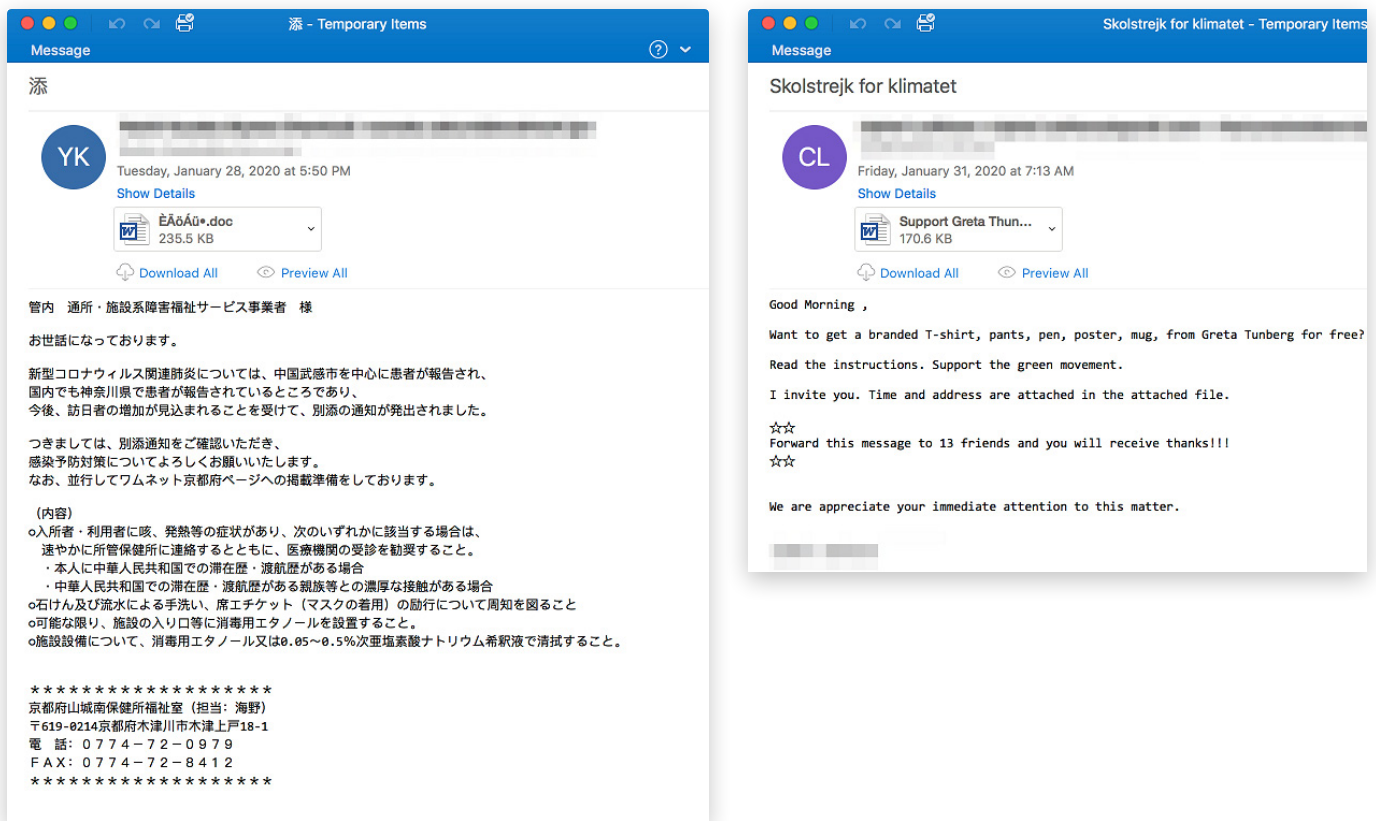 添 - Temporary Items
Message
添
YK
Tuesday, January 28, 2020 at 5:50 PM
Show Details
ÈÃöÁû•.doc
235.5 KB
Download All
Preview All
管内　通所・施設系障害福祉サービス事業者　様
お世話になっております。
新型コロナウィルス関連肺炎については、中国武感市を中心に患者が報告され、
国内でも神奈川県で患者が報告されているところであり、
今後、訪日者の増加が見込まれることを受けて、別添の通知が発出されました。
つきましては、別添通知をご確認いただき、
感染予防対策についてよろしくお願いいたします。
なお、並行してワムネット京都府ページへの掲載準備をしております。
（内容）
○入所者・利用者に咳、発熱等の症状があり、次のいずれかに該当する場合は、
速やかに所管保健所に連絡するとともに、医療機関の受診を勧奨すること。
・本人に中華人民共和国での滞在歴・渡航歴がある場合
・中華人民共和国での滞在歴・渡航歴がある親族等との濃厚な接触がある場合
○石けん及び流水による手洗い、席エチケット（マスクの着用）の励行について周知を図ること
○可能な限り、施設の入り口等に消毒用エタノールを設置すること。
○施設設備について、消毒用エタノール又は0.05～0.5%次亜塩素酸ナトリウム希釈液で清拭すること。
＊＊＊＊＊＊＊＊＊＊＊＊＊＊＊＊＊＊＊
京都府山城南保健所福祉室（担当：海野）
〒619-0214京都府木津川市木津上戸18-1
電　話：０７７４－７２－０９７９
ＦＡＸ：０７７４－７２－８４１２
＊＊＊＊＊＊＊＊＊＊＊＊＊＊＊＊＊＊＊
Skolstrejk for klimatet - Temporary Items
Message
Skolstrejk for klimatet
CL
Friday, January 31, 2020 at 7:13 AM
Show Details
Support Greta Thun...
170.6 KB
Download All
Preview All
Good Morning ,
Want to get a branded T-shirt, pants, pen, poster, mug, from Greta Tunberg for free?
Read the instructions. Support the green movement.
I invite you. Time and address are attached in the attached file.
☆☆
Forward this message to 13 friends and you will receive thanks!!!
☆☆
We are appreciate your immediate attention to this matter.